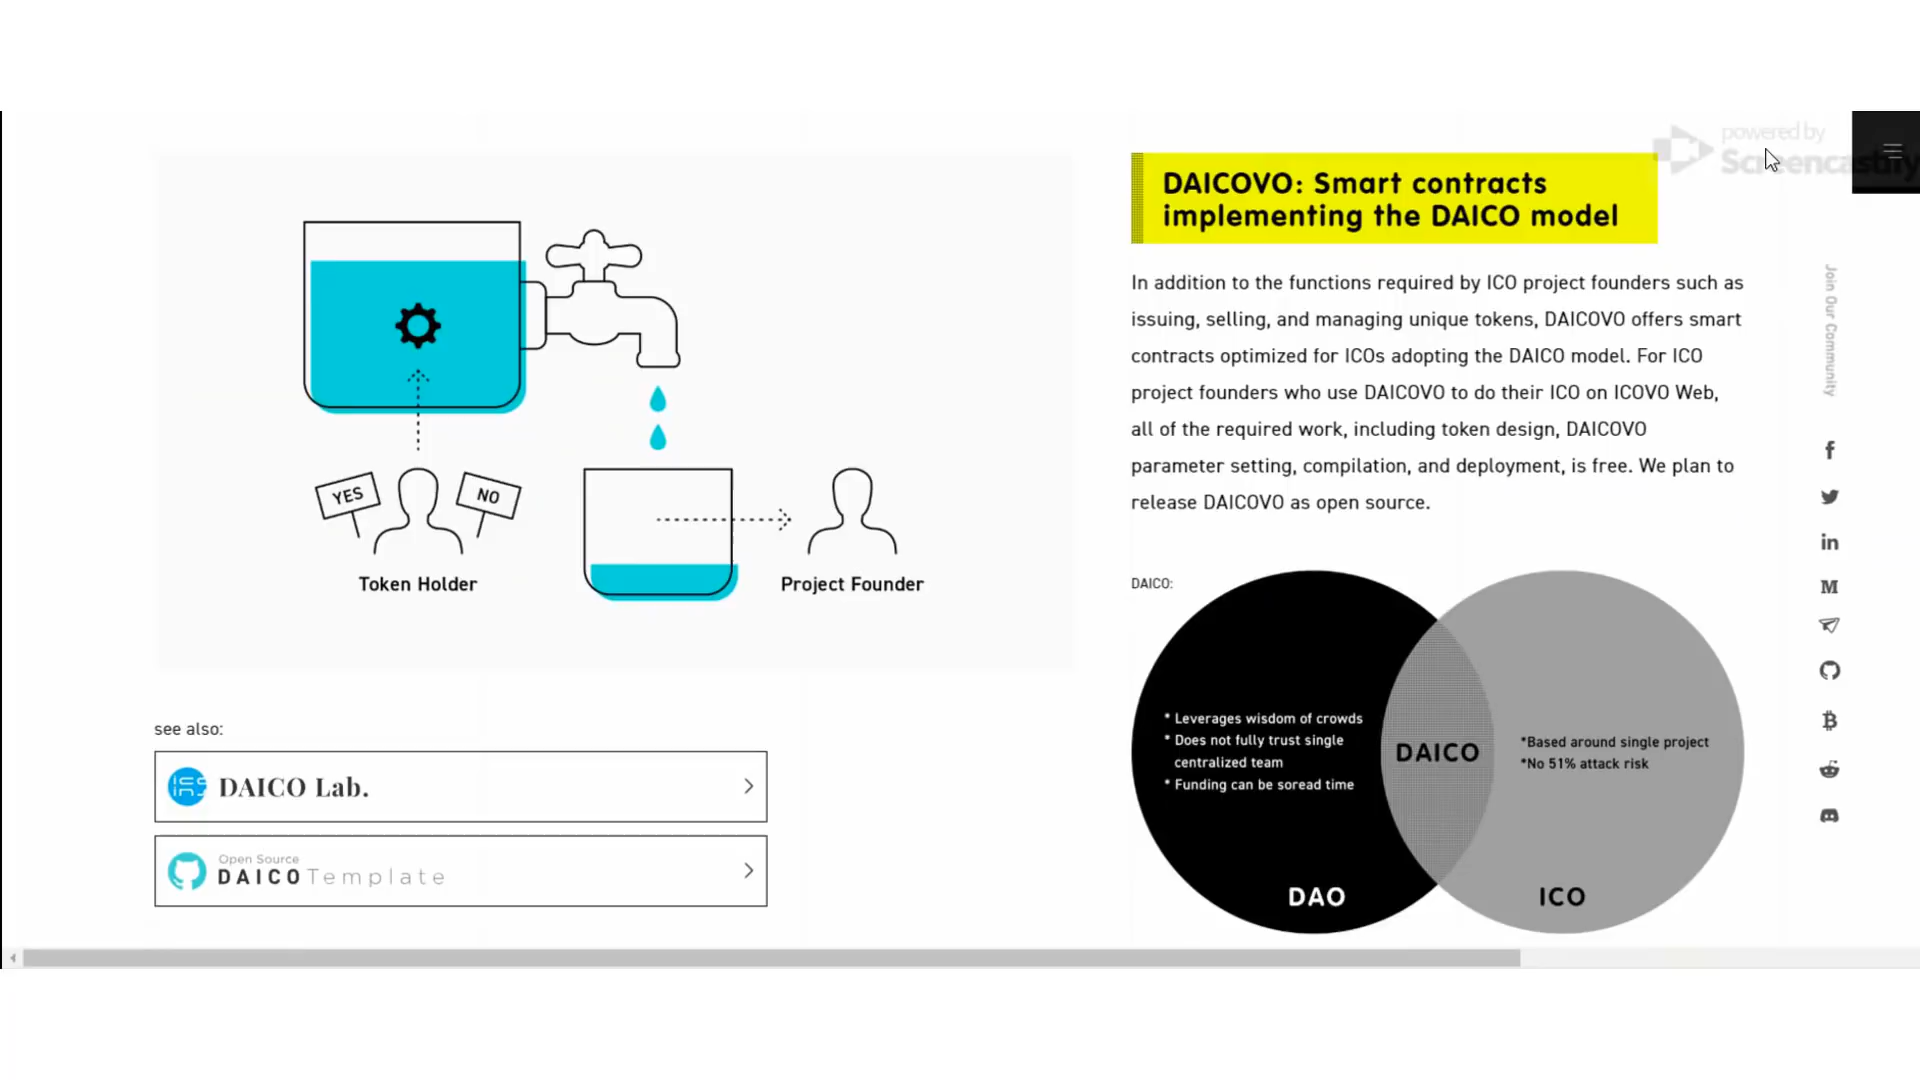 powered by
Screencastify
DAICOVO: Smart contracts
implementing the DAICO model
In addition to the functions required by ICO project founders such as
issuing, selling, and managing unique tokens, DAICOVO offers smart
contracts optimized for ICOs adopting the DAICO model. For ICO
project founders who use DAICOVO to do their ICO on ICOVO Web,
all of the required work, including token design, DAICOVO
parameter setting, compilation, and deployment, is free. We plan to
release DAICOVO as open source.
YES
NO
Token Holder
Project Founder
Join Our Community
see also:
DAICO Lab.
Open Source
DAICO Template
DAICO:
* Leverages wisdom of crowds
* Does not fully trust single
centralized team
* Funding can be soread time
DAICO
*Based around single project
*No 51% attack risk
DAO
ICO